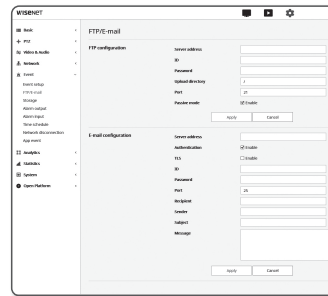 WISENET
Basic
PTZ
Video & Audio
Network
Event
Event setup
FTP/E-mail
Storage
Alarm output
Alarm input
Time schedule
Network disconnection
App event
Analytics
Statistics
System
Open Platform
FTP/E-mail
FTP configuration
Server address
ID
Password
Upload directory /
Port 21
Passive mode Enable
Apply Cancel
E-mail configuration
Server address
Authentication Enable
TLS Enable
ID
Password
Port 25
Recipient
Sender
Subject
Message
Apply Cancel